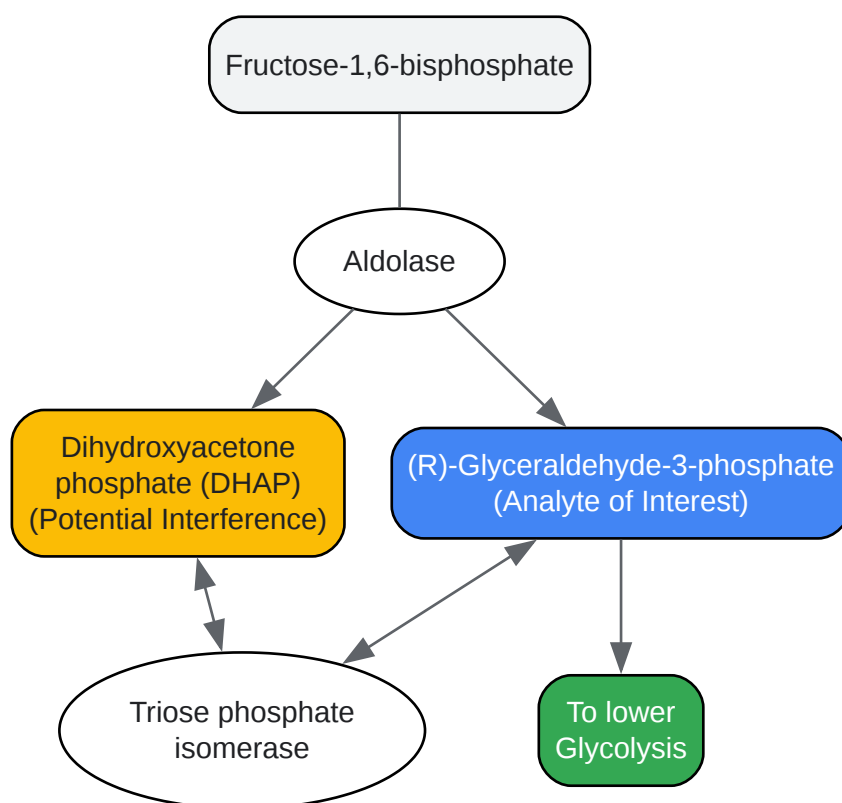 Fructose-1,6-bisphosphate
Aldolase
Dihydroxyacetone
phosphate (DHAP)
(Potential Interference)
(R)-Glyceraldehyde-3-phosphate
(Analyte of Interest)
Triose phosphate
isomerase
To lower
Glycolysis